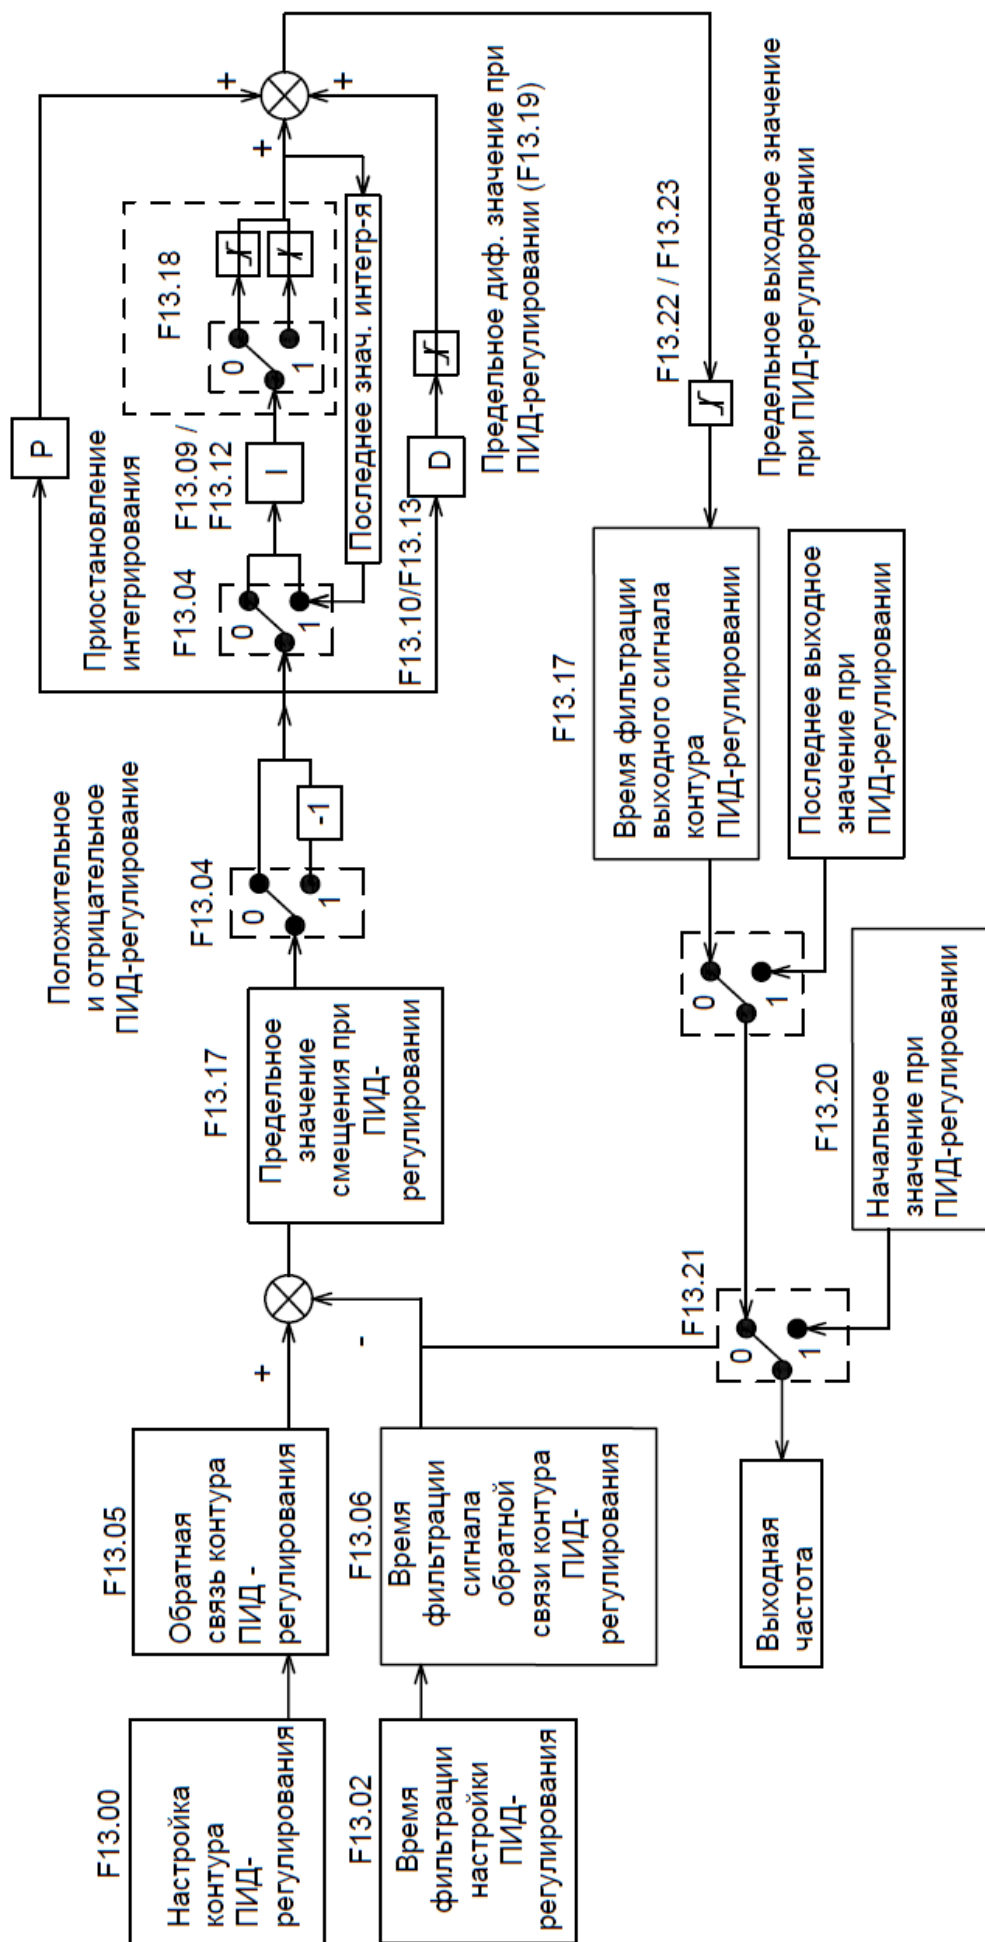 F13.00
Настройка
контура
ПИД-
регулирования
F13.05
Обратная
связь контура
ПИД -
регулирования
+
-
F13.02
Время
фильтрации
настройки
ПИД-
регулирования
F13.06
Время
фильтрации
сигнала
обратной
связи контура
ПИД-
регулирования
F13.17
Предельное
значение
смещения при
ПИД-
регулировании
Положительное
и отрицательное
ПИД-регулирование
F13.04
0
1
-1
Приостановление
интегрирования
F13.04
0
1
P
F13.09 /
F13.12
I
F13.18
0
1
Последнее знач. интегр-я
F13.10/F13.13
D
+
+
+
Предельное диф. значение при
ПИД-регулировании (F13.19)
F13.22 / F13.23
Предельное выходное значение
при ПИД-регулировании
F13.17
Время фильтрации
выходного сигнала
контура
ПИД-регулировании
Последнее выходное
значение при
ПИД-регулировании
0
1
F13.20
Начальное
значение при
ПИД-регулировании
F13.21
0
1
Выходная
частота